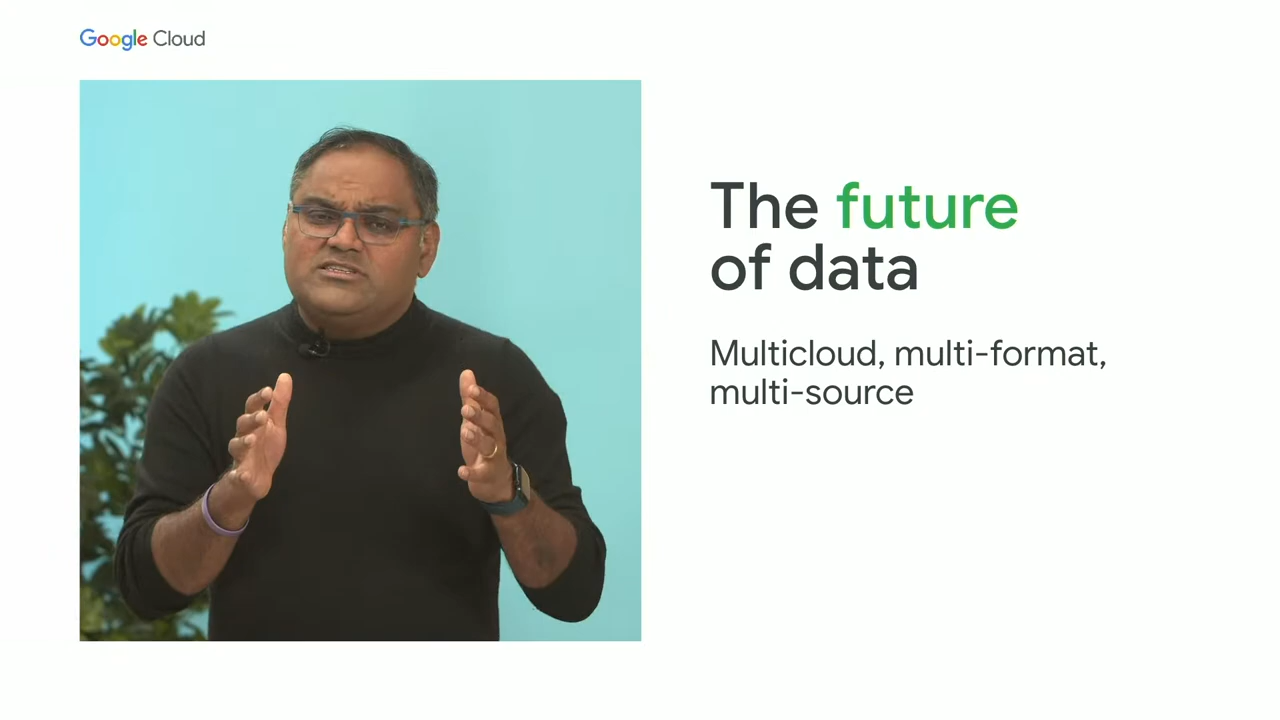 Google Cloud
The future
of data
Multicloud, multi-format,
multi-source